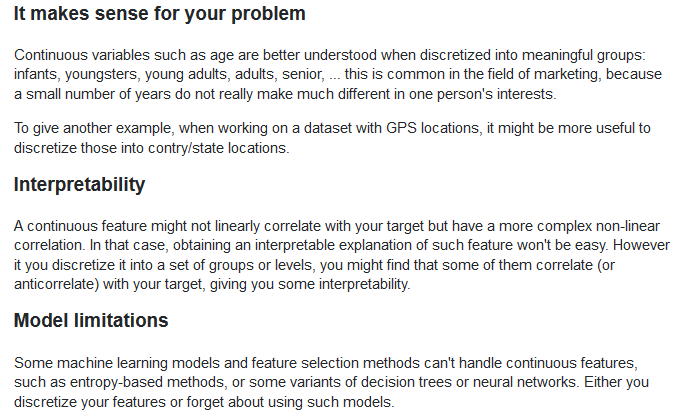 It makes sense for your problem
Continuous variables such as age are better understood when discretized into meaningful groups:
infants, youngsters, young adults, adults, senior, ... this is common in the field of marketing, because
a small number of years do not really make much different in one person's interests.
To give another example, when working on a dataset with GPS locations, it might be more useful to
discretize those into contry/state locations.
Interpretability
A continuous feature might not linearly correlate with your target but have a more complex non-linear
correlation. In that case, obtaining an interpretable explanation of such feature won't be easy. However
it you discretize it into a set of groups or levels, you might find that some of them correlate (or
anticorrelate) with your target, giving you some interpretability.
Model limitations
Some machine learning models and feature selection methods can't handle continuous features,
such as entropy-based methods, or some variants of decision trees or neural networks. Either you
discretize your features or forget about using such models.